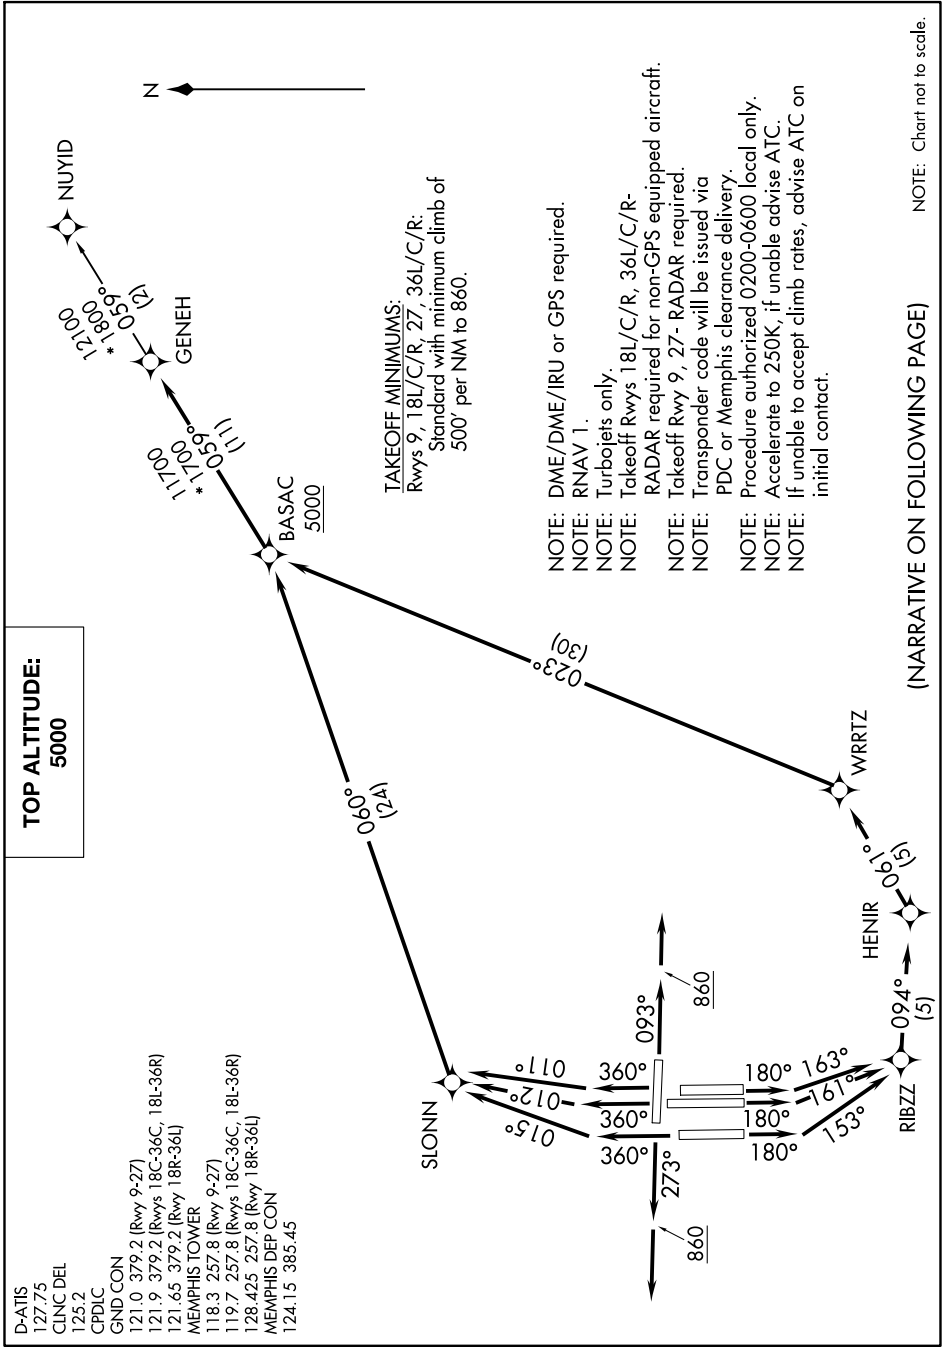 D-ATIS
127.75
CLNC DEL
125.2
CPDLC
GND CON
121.0 379.2 (Rwy 9-27)
121.9 379.2 (Rwys 18C-36C, 18L-36R)
121.65 379.2 (Rwy 18R-36L)
MEMPHIS TOWER
118.3 257.8 (Rwy 9-27)
119.7 257.8 (Rwys 18C-36C, 18L-36R)
128.425 257.8 (Rwy 18R-36L)
MEMPHIS DEP CON
124.15 385.45
TOP ALTITUDE:
5000
N
NUYID
12100
*1800
059°
(2)
GENEH
11700
*1700
059°
(11)
BASAC
5000
060°
(24)
023°
(30)
SLONN
015°
012°
011°
360°
360°
360°
093°
860
273°
860
180°
180°
180°
153°
161°
163°
RIBZZ
094°
(5)
HENIR
061°
(5)
WRRTZ
TAKEOFF MINIMUMS:
Rwys 9, 18L/C/R, 27, 36L/C/R:
Standard with minimum climb of
500' per NM to 860.
NOTE: DME/DME/IRU or GPS required.
NOTE: RNAV 1.
NOTE: Turbojets only.
NOTE: Takeoff Rwys 18L/C/R, 36L/C/R-
RADAR required for non-GPS equipped aircraft.
NOTE: Takeoff Rwy 9, 27 - RADAR required.
NOTE: Transponder code will be issued via
PDC or Memphis clearance delivery.
NOTE: Procedure authorized 0200-0600 local only.
NOTE: Accelerate to 250K, if unable advise ATC.
NOTE: If unable to accept climb rates, advise ATC on
initial contact.
(NARRATIVE ON FOLLOWING PAGE)
NOTE: Chart not to scale.